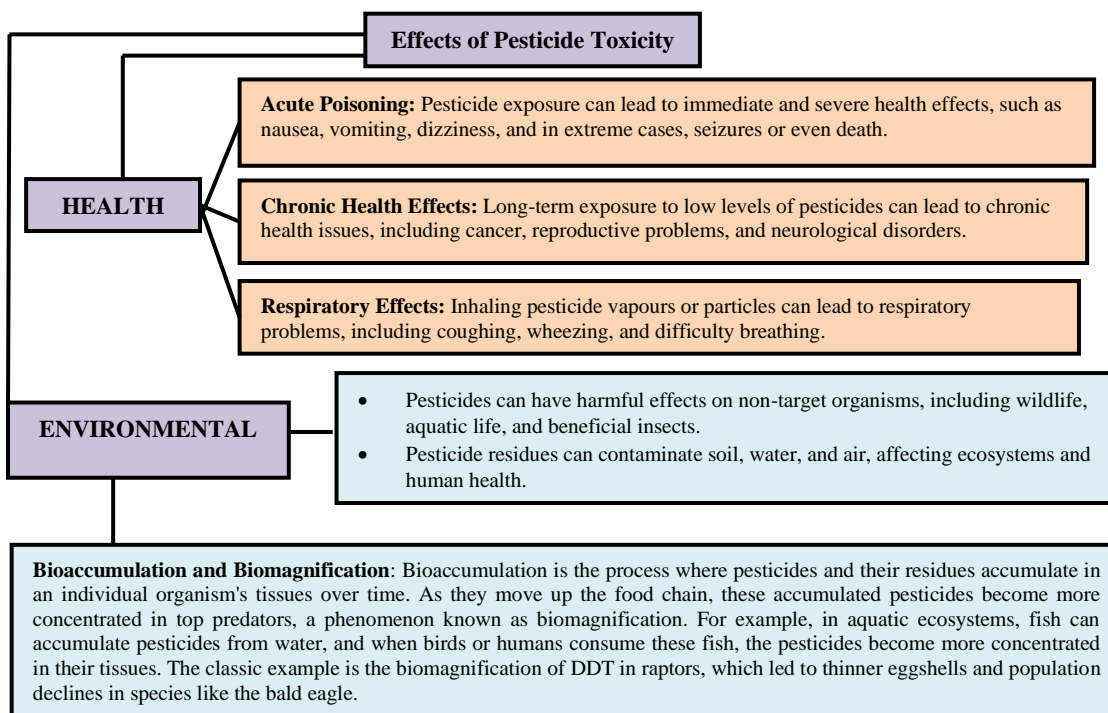 Effects of Pesticide Toxicity
Acute Poisoning: Pesticide exposure can lead to immediate and severe health effects, such as
nausea, vomiting, dizziness, and in extreme cases, seizures or even death.
HEALTH
Chronic Health Effects: Long-term exposure to low levels of pesticides can lead to chronic
health issues, including cancer, reproductive problems, and neurological disorders.
Respiratory Effects: Inhaling pesticide vapours or particles can lead to respiratory
problems, including coughing, wheezing, and difficulty breathing.
ENVIRONMENTAL
• Pesticides can have harmful effects on non-target organisms, including wildlife,
aquatic life, and beneficial insects.
• Pesticide residues can contaminate soil, water, and air, affecting ecosystems and
human health.
Bioaccumulation and Biomagnification: Bioaccumulation is the process where pesticides and their residues accumulate in
an individual organism's tissues over time. As they move up the food chain, these accumulated pesticides become more
concentrated in top predators, a phenomenon known as biomagnification. For example, in aquatic ecosystems, fish can
accumulate pesticides from water, and when birds or humans consume these fish, the pesticides become more concentrated
in their tissues. The classic example is the biomagnification of DDT in raptors, which led to thinner eggshells and population
declines in species like the bald eagle.